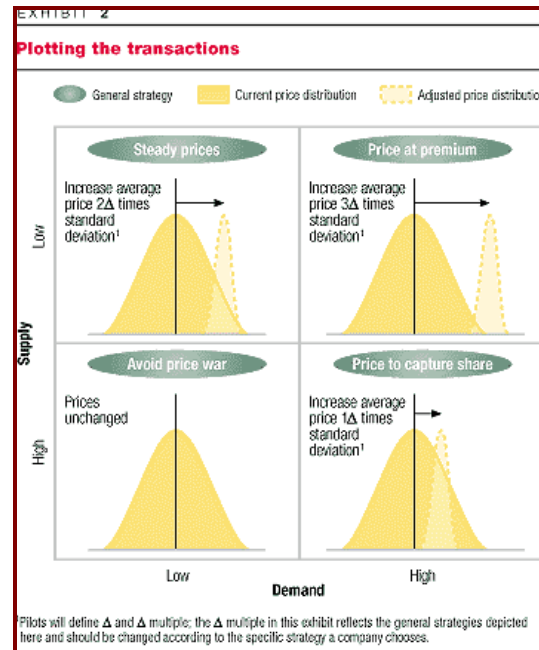 EXHIBIT 2
Plotting the transactions
General strategy
Current price distribution
Adjusted price distributio
Steady prices
Increase average
price 2Δ times
standard
deviation¹
Price at premium
Increase average
price 3Δ times
standard
deviation¹
Low
Supply
Avoid price war
Prices
unchanged
Price to capture share
Increase average
price 1Δ times
standard
deviation¹
High
Low
High
Demand
¹Pilots will define Δ and Δ multiple; the Δ multiple in this exhibit reflects the general strategies depicted
here and should be changed according to the specific strategy a company chooses.